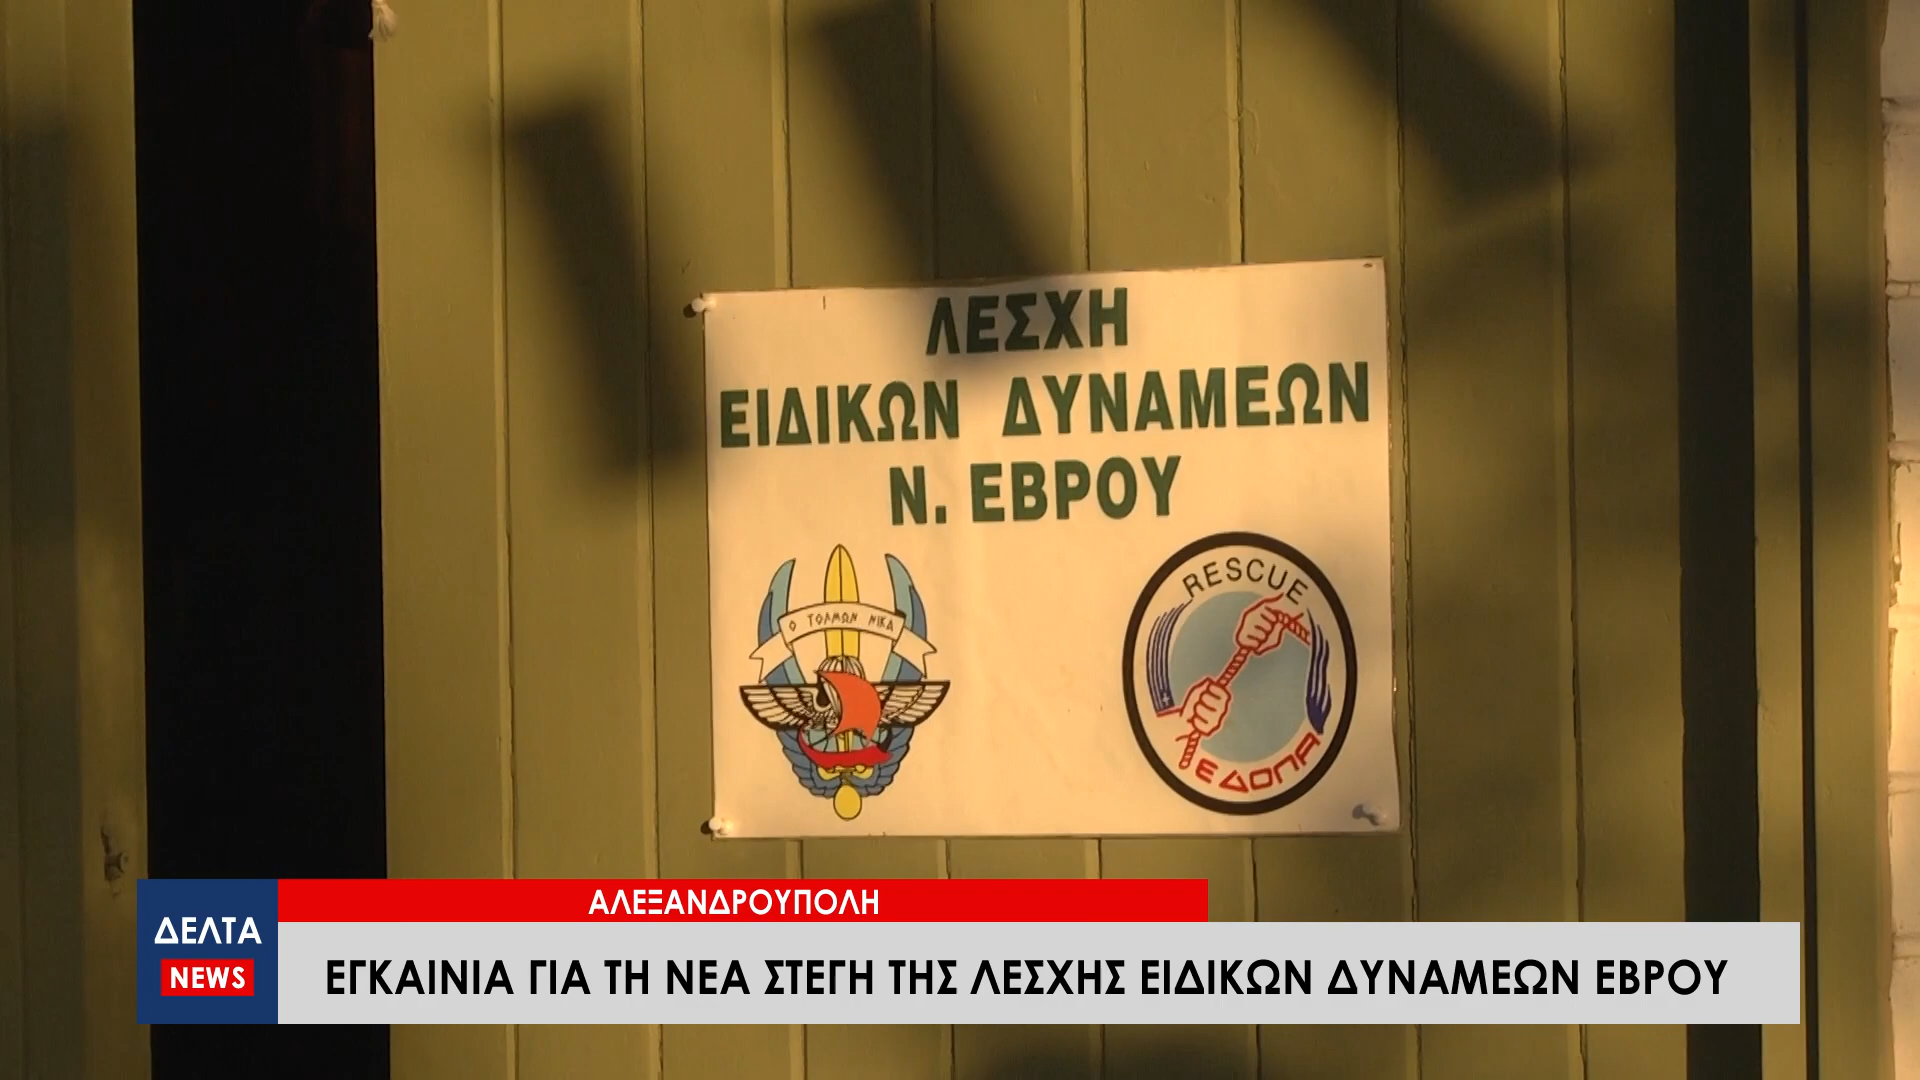 ΛΕΣΧΗ
ΕΙΔΙΚΩΝ ΔΥΝΑΜΕΩΝ
Ν. ΕΒΡΟΥ
Ο ΤΟΛΜΩΝ ΝΙΚΑ
RESCUE
ΕΔΟΠΑ
ΑΛΕΞΑΝΔΡΟΥΠΟΛΗ
ΔΕΛΤΑ
NEWS
ΕΓΚΑΙΝΙΑ ΓΙΑ ΤΗ ΝΕΑ ΣΤΕΓΗ ΤΗΣ ΛΕΣΧΗΣ ΕΙΔΙΚΩΝ ΔΥΝΑΜΕΩΝ ΕΒΡΟΥ